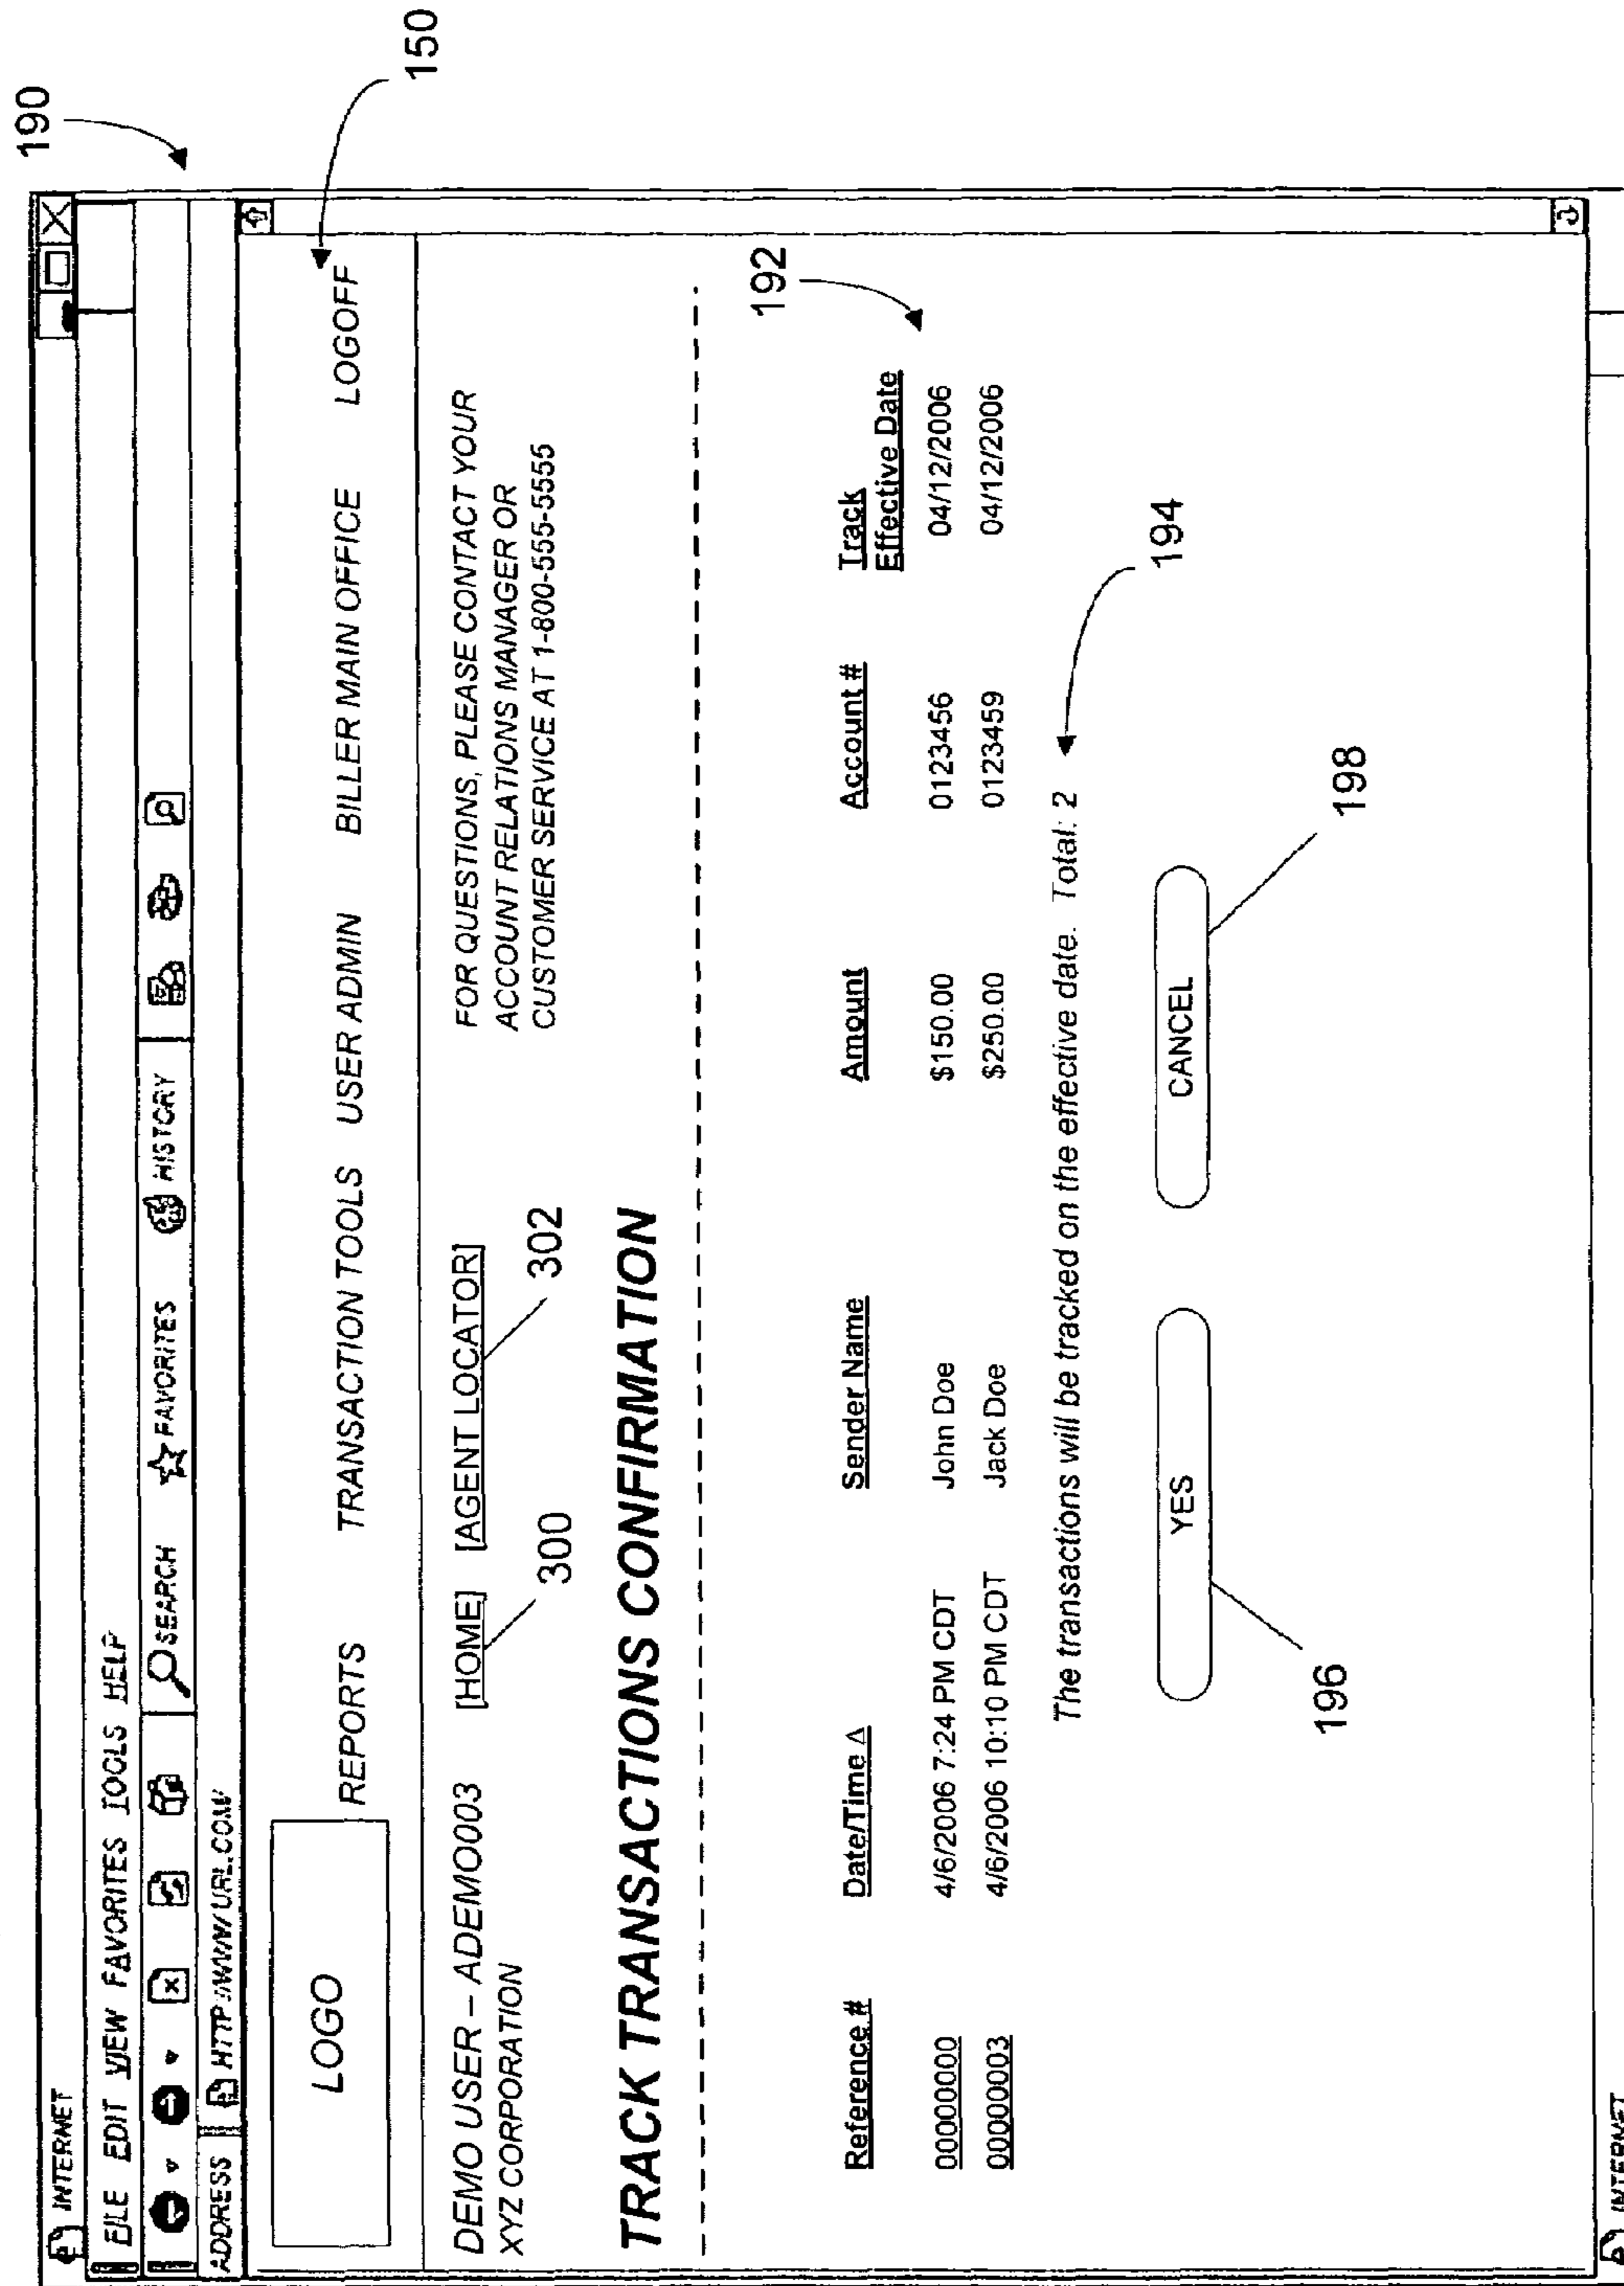 190
INTERNET
FILE EDIT VIEW FAVORITES TOOLS HELP
SEARCH FAVORITES HISTORY
ADDRESS HTTP://WWW/URL.COM/
150
LOGO
REPORTS TRANSACTION TOOLS USER ADMIN BILLER MAIN OFFICE LOGOFF
DEMO USER – ADEMO003 [HOME] [AGENT LOCATOR]
XYZ CORPORATION
300
302
FOR QUESTIONS, PLEASE CONTACT YOUR
ACCOUNT RELATIONS MANAGER OR
CUSTOMER SERVICE AT 1-800-555-5555
TRACK TRANSACTIONS CONFIRMATION
192
Reference # Date/Time Δ Sender Name Amount Account # Track
Effective Date
00000000 4/6/2006 7:24 PM CDT John Doe $150.00 0123456 04/12/2006
00000003 4/6/2006 10:10 PM CDT Jack Doe $250.00 0123459 04/12/2006
The transactions will be tracked on the effective date. Total: 2
194
YES CANCEL
196
198
INTERNET